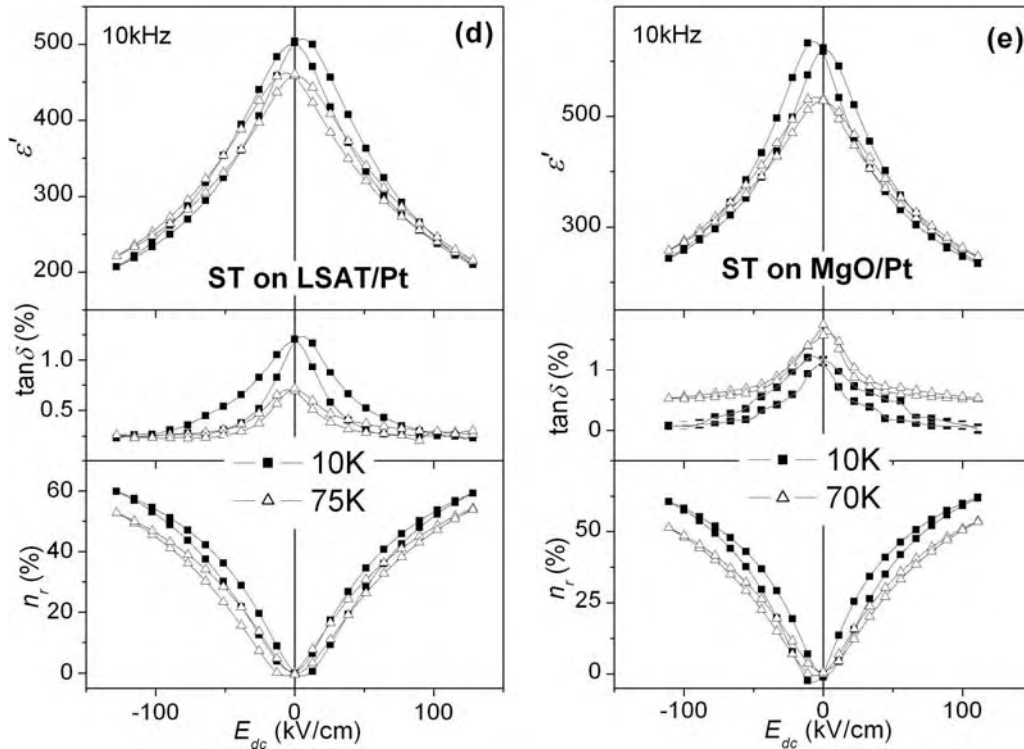 10kHz
(d)
500
400
300
200
ε'
ST on LSAT/Pt
1.0
0.5
tanδ (%)
10K
75K
60
40
20
0
n_r (%)
-100 0 100
E_dc (kV/cm)
10kHz
(e)
500
300
ε'
ST on MgO/Pt
1
0
tanδ (%)
10K
70K
50
25
0
n_r (%)
-100 0 100
E_dc (kV/cm)